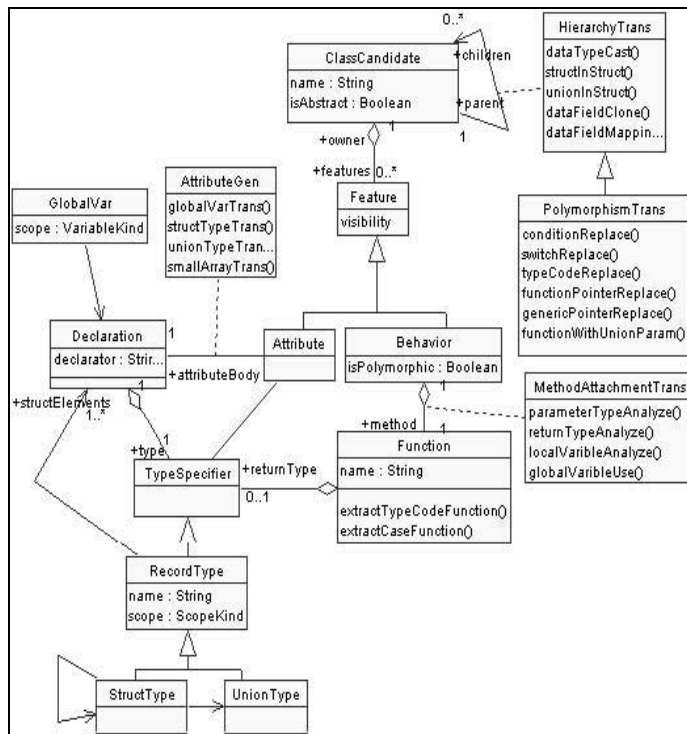 0..*
ClassCandidate
name : String
isAbstract : Boolean
+children
+parent
1
1
+owner
+features
0..*
HierarchyTrans
dataTypeCast()
structInStruct()
unionInStruct()
dataFieldClone()
dataFieldMappin...
AttributeGen
globalVarTrans()
structTypeTrans()
unionTypeTran...
smallArrayTrans()
GlobalVar
scope : VariableKind
Feature
visibility
PolymorphismTrans
conditionReplace()
switchReplace()
typeCodeReplace()
functionPointerReplace()
genericPointerReplace()
functionWithUnionParam()
Declaration
declarator : Strir...
1
+attributeBody
Attribute
Behavior
isPolymorphic : Boolean
+structElements
1..*
1
1
+type
1
+method
1
MethodAttachmentTrans
parameterTypeAnalyze()
returnTypeAnalyze()
localVaribleAnalyze()
globalVaribleUse()
TypeSpecifier
+returnType
0..1
Function
name : String
extractTypeCodeFunction()
extractCaseFunction()
RecordType
name : String
scope : ScopeKind
StructType
UnionType